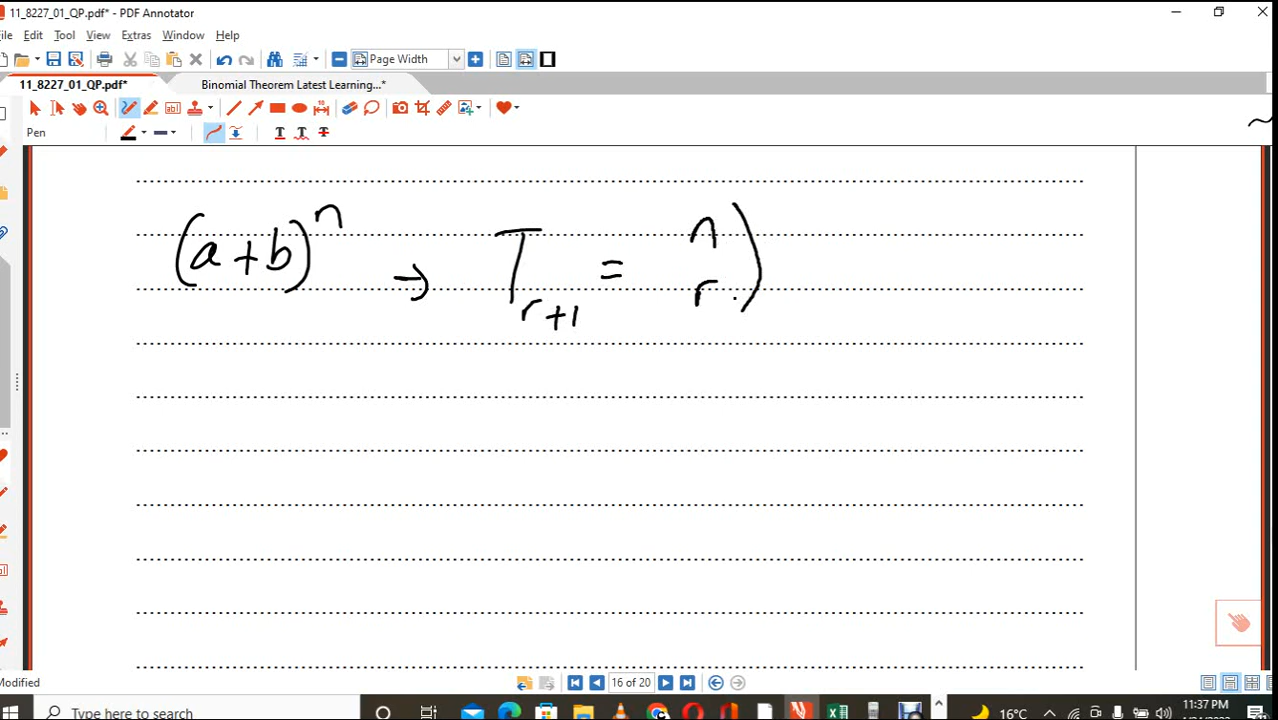 11_8227_01_QP.pdf* - PDF Annotator
ile Edit Tool View Extras Window Help
Page Width
11_8227_01_QP.pdf* Binomial Theorem Latest Learning...*
Pen
(a+b)^n → T_{r+1} = n r)
Modified
16 of 20
Type here to search
16°C
11:37 PM